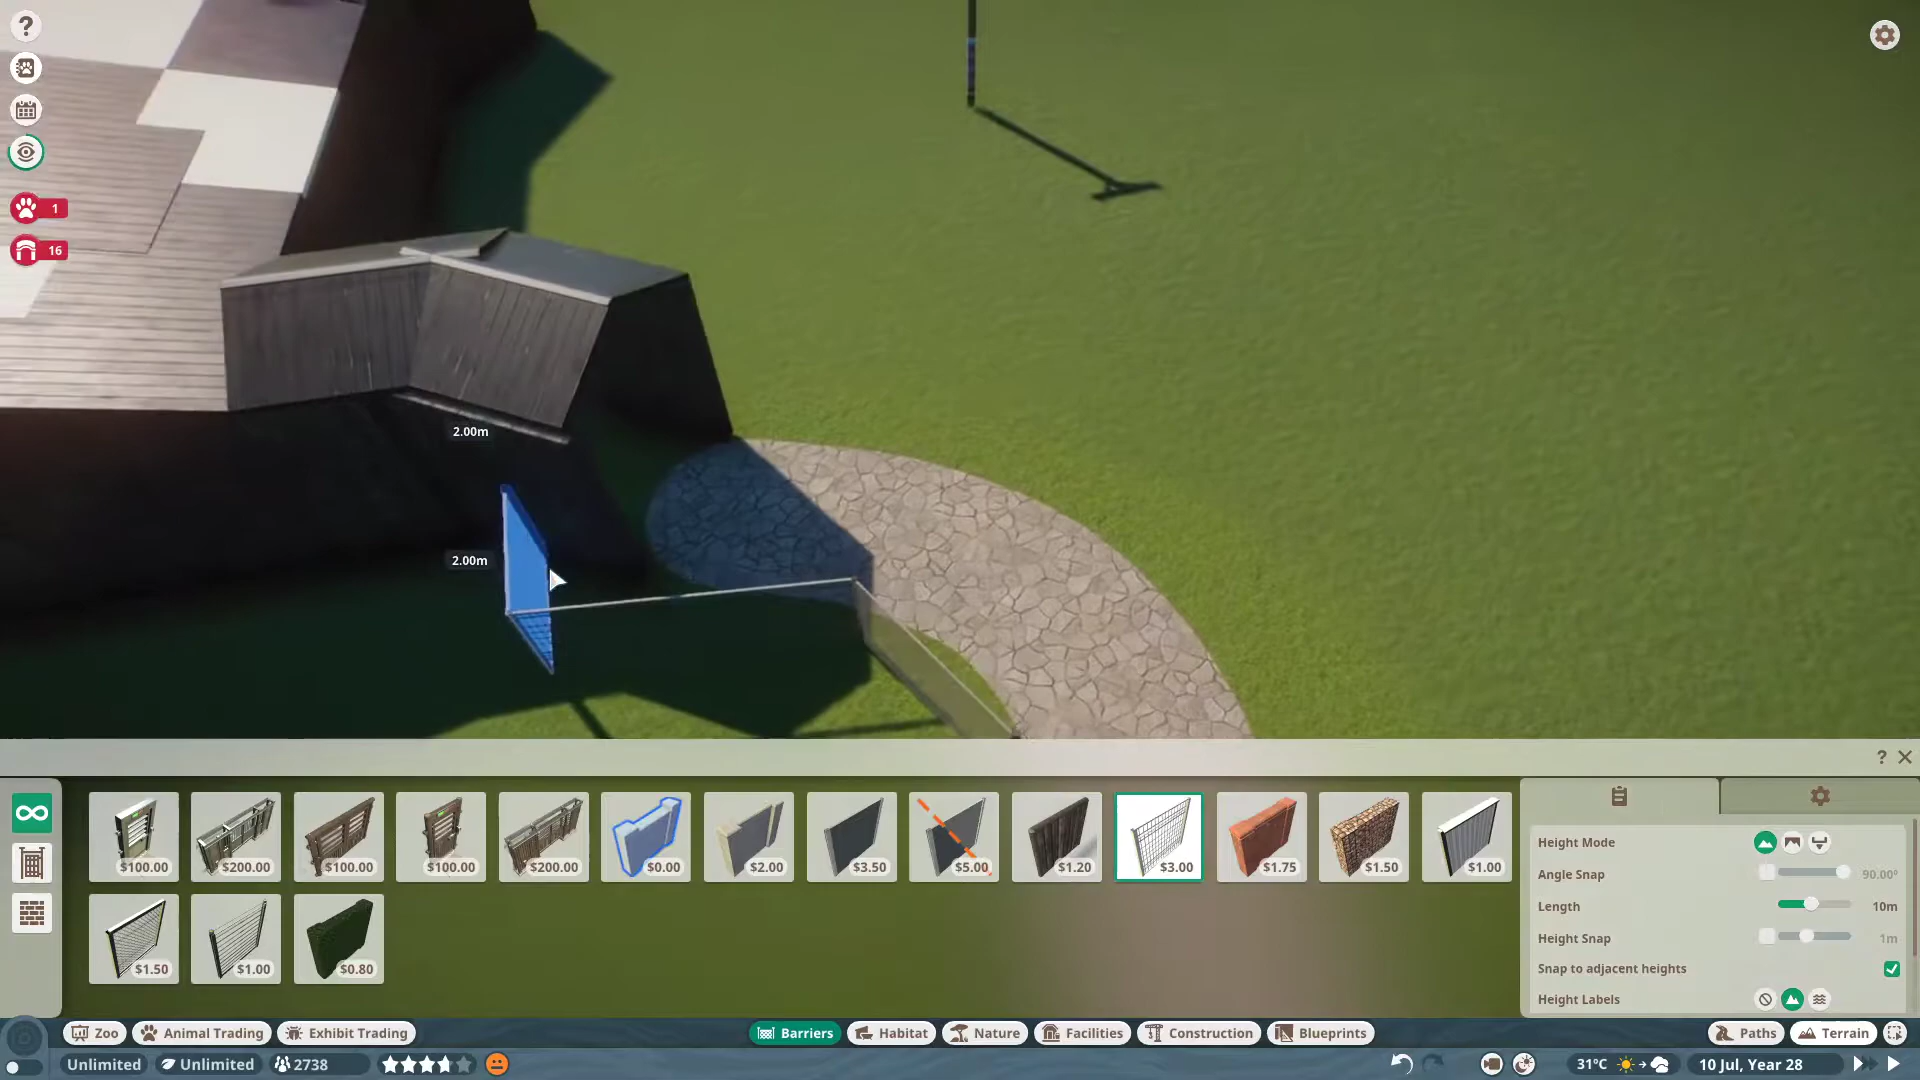 ?
1
16
2.00m
2.00m
?
$100.00
$200.00
$100.00
$100.00
$200.00
$0.00
$2.00
$3.50
$5.00
$1.20
$3.00
$1.75
$1.50
$1.00
$1.50
$1.00
$0.80
Height Mode
Angle Snap 90.00°
Length 10m
Height Snap 1m
Snap to adjacent heights
Height Labels
Zoo Animal Trading Exhibit Trading Barriers Habitat Nature Facilities Construction Blueprints Paths Terrain
Unlimited Unlimited 2738 31°C 10 Jul, Year 28